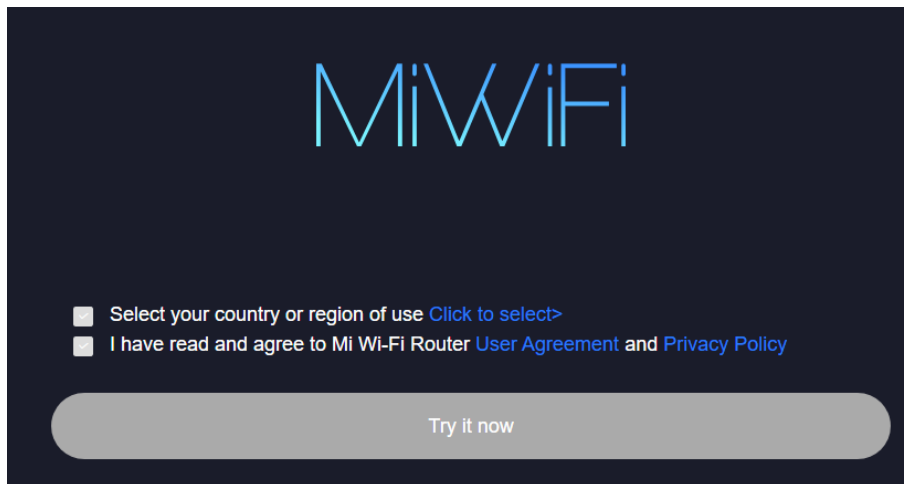 MiWiFi
Select your country or region of use Click to select>
I have read and agree to Mi Wi-Fi Router User Agreement and Privacy Policy
Try it now